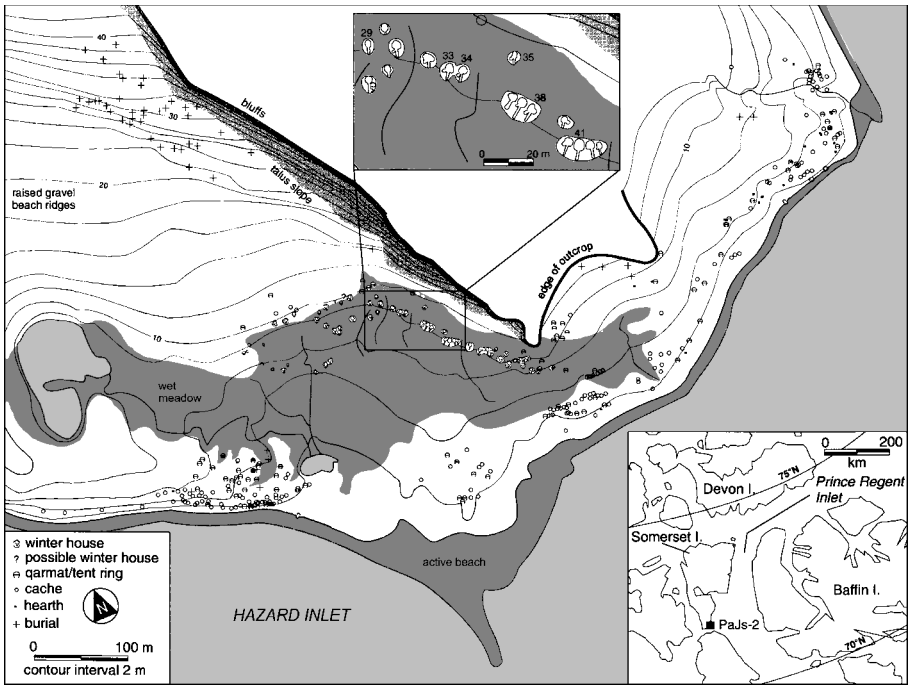 40
30
20
10
bluffs
talus slope
raised gravel
beach ridges
29
33
34
35
38
41
0 20 m
edge of outcrop
10
wet
meadow
active beach
HAZARD INLET
winter house
? possible winter house
qarmat/tent ring
cache
hearth
+ burial
N
0 100 m
contour interval 2 m
0 200
km
75°N
Devon I.
Prince Regent
Inlet
Somerset I.
Baffin I.
PaJs-2
70°N